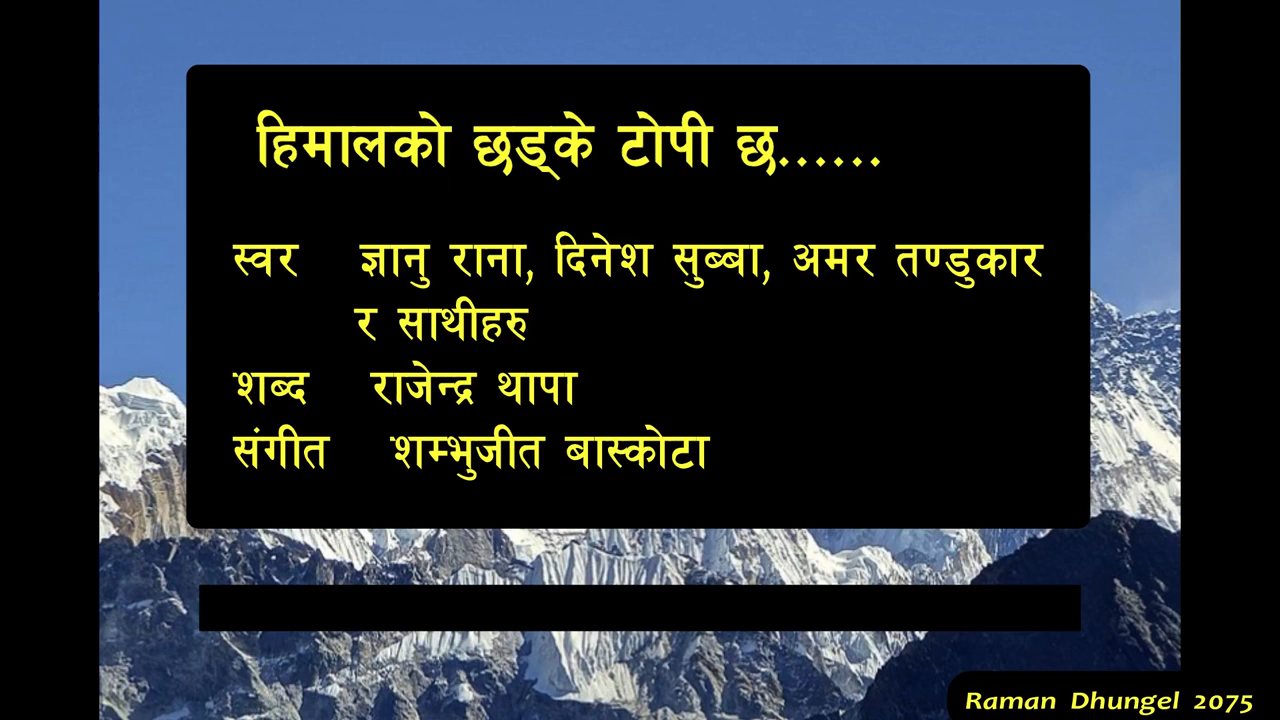 हिमालको छड्के टोपी छ......
स्वर ज्ञानु राना, दिनेश सुब्बा, अमर तण्डुकार
र साथीहरु
शब्द राजेन्द्र थापा
संगीत शम्भुजीत बास्कोटा
Raman Dhungel 2075